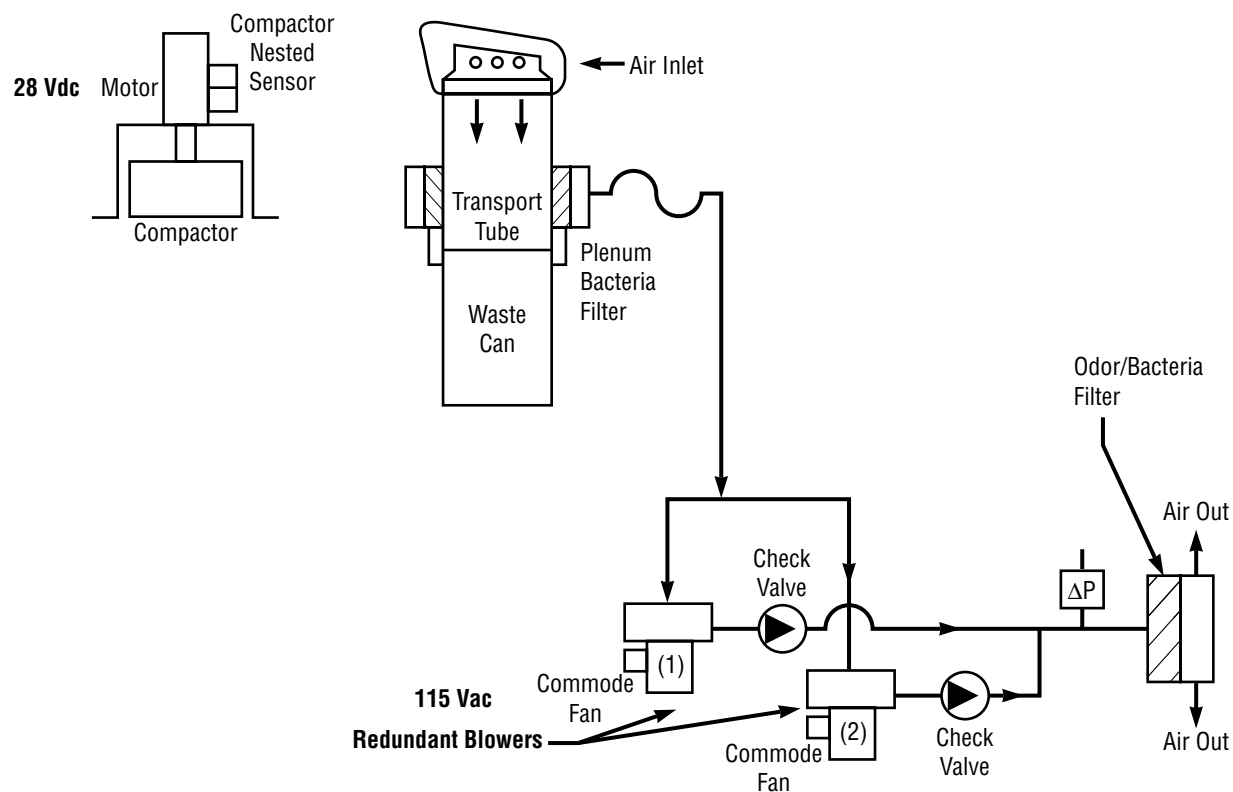 Compactor
Nested
Sensor
28 Vdc
Motor
Compactor
Air Inlet
Transport
Tube
Plenum
Bacteria
Filter
Waste
Can
Odor/Bacteria
Filter
Air Out
Check
Valve
ΔP
(1)
Commode
Fan
115 Vac
Redundant Blowers
(2)
Commode
Fan
Check
Valve
Air Out